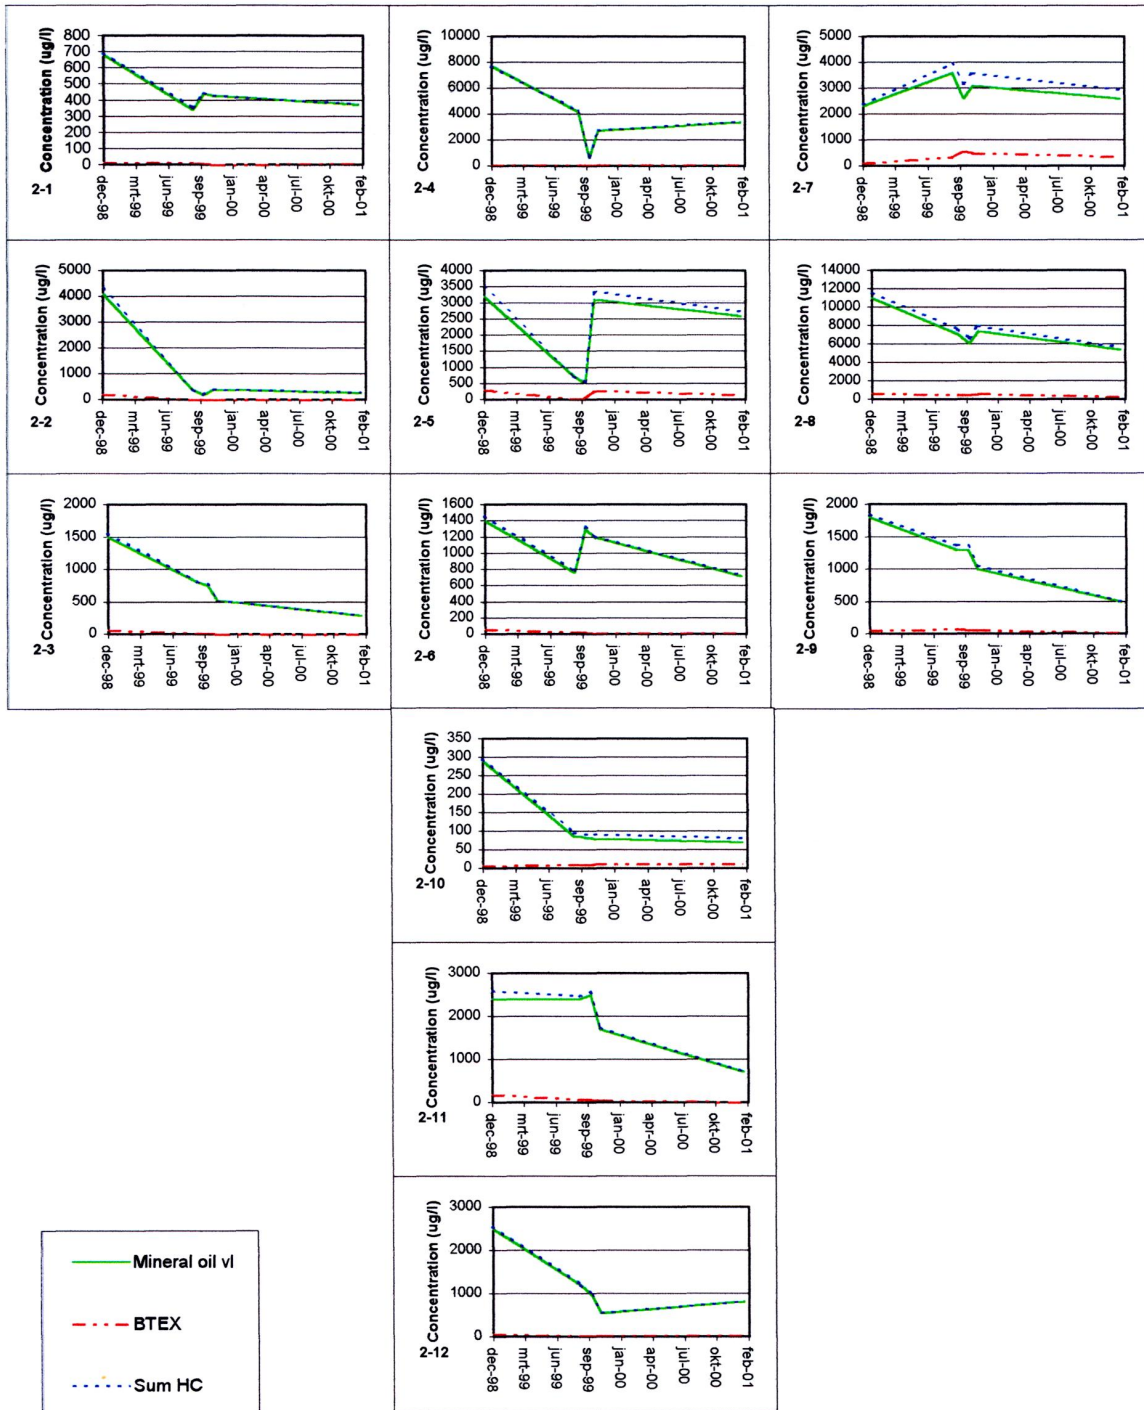 Concentration (ug/l)
800
700
600
500
400
300
200
100
0
2-1
dec-98
mrt-99
jun-99
sep-99
jan-00
apr-00
jul-00
okt-00
feb-01
Concentration (ug/l)
10000
8000
6000
4000
2000
0
2-4
dec-98
mrt-99
jun-99
sep-99
jan-00
apr-00
jul-00
okt-00
feb-01
Concentration (ug/l)
5000
4000
3000
2000
1000
0
2-7
dec-98
mrt-99
jun-99
sep-99
jan-00
apr-00
jul-00
okt-00
feb-01
Concentration (ug/l)
5000
4000
3000
2000
1000
0
2-2
dec-98
mrt-99
jun-99
sep-99
jan-00
apr-00
jul-00
okt-00
feb-01
Concentration (ug/l)
4000
3500
3000
2500
2000
1500
1000
500
0
2-5
dec-98
mrt-99
jun-99
sep-99
jan-00
apr-00
jul-00
okt-00
feb-01
Concentration (ug/l)
14000
12000
10000
8000
6000
4000
2000
0
2-8
dec-98
mrt-99
jun-99
sep-99
jan-00
apr-00
jul-00
okt-00
feb-01
Concentration (ug/l)
2000
1500
1000
500
0
2-3
dec-98
mrt-99
jun-99
sep-99
jan-00
apr-00
jul-00
okt-00
feb-01
Concentration (ug/l)
1600
1400
1200
1000
800
600
400
200
0
2-6
dec-98
mrt-99
jun-99
sep-99
jan-00
apr-00
jul-00
okt-00
feb-01
Concentration (ug/l)
2000
1500
1000
500
0
2-9
dec-98
mrt-99
jun-99
sep-99
jan-00
apr-00
jul-00
okt-00
feb-01
Concentration (ug/l)
350
300
250
200
150
100
50
0
2-10
dec-98
mrt-99
jun-99
sep-99
jan-00
apr-00
jul-00
okt-00
feb-01
Concentration (ug/l)
3000
2000
1000
0
2-11
dec-98
mrt-99
jun-99
sep-99
jan-00
apr-00
jul-00
okt-00
feb-01
Concentration (ug/l)
3000
2000
1000
0
2-12
dec-98
mrt-99
jun-99
sep-99
jan-00
apr-00
jul-00
okt-00
feb-01
Mineral oil vl
BTEX
Sum HC